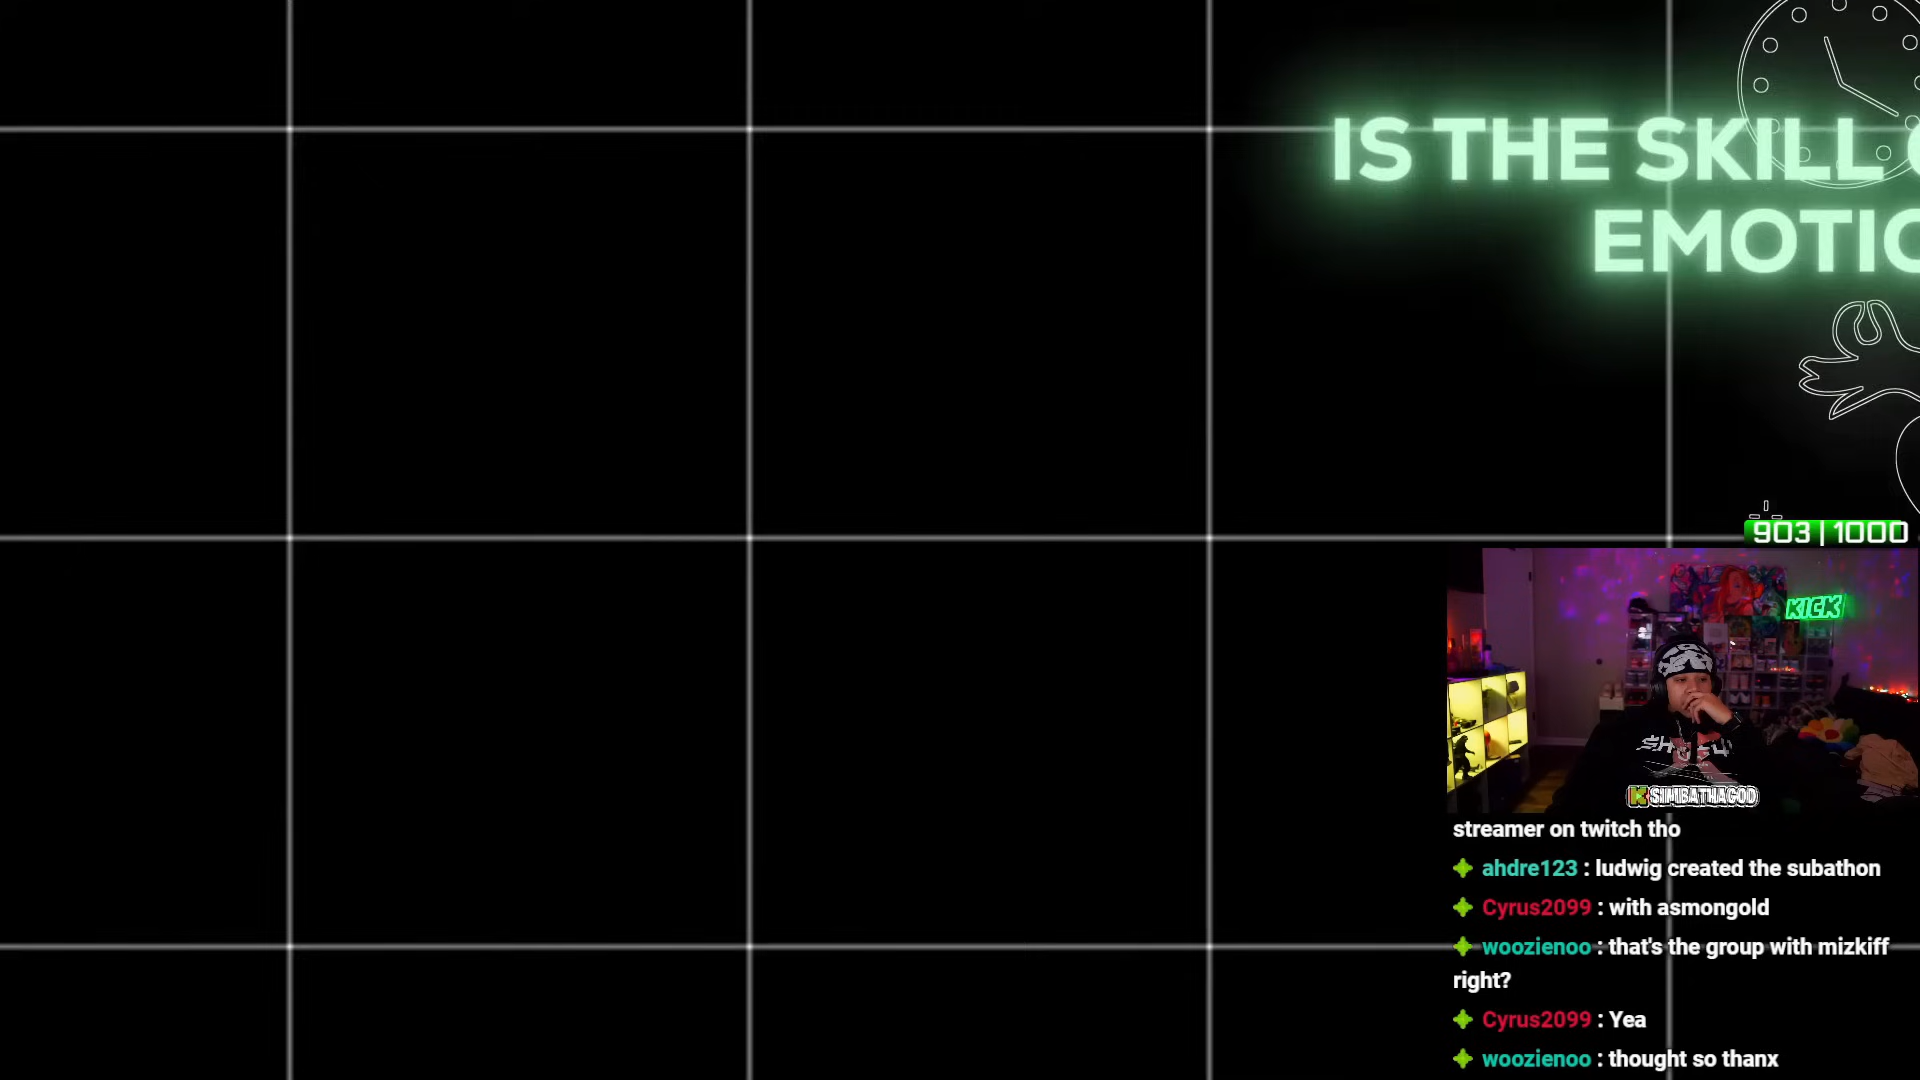 IS THE SKILL
903 | 1000
KICK
SIMBATHAGOD
streamer on twitch tho
ahdre123 : ludwig created the subathon
Cyrus2099 : with asmongold
woozienoo : that's the group with mizkiff
right?
Cyrus2099 : Yea
woozienoo : thought so thanx